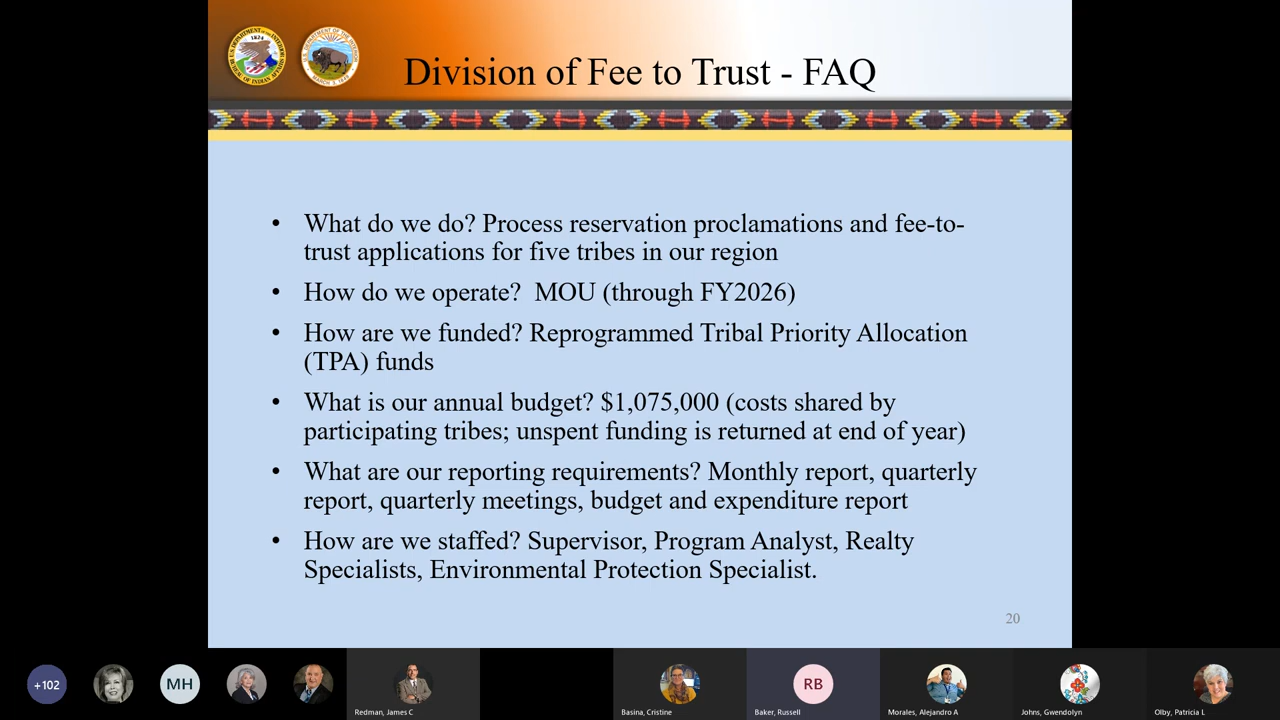 Division of Fee to Trust - FAQ
• What do we do? Process reservation proclamations and fee-to-
trust applications for five tribes in our region
• How do we operate?  MOU (through FY2026)
• How are we funded? Reprogrammed Tribal Priority Allocation
(TPA) funds
• What is our annual budget? $1,075,000 (costs shared by
participating tribes; unspent funding is returned at end of year)
• What are our reporting requirements? Monthly report, quarterly
report, quarterly meetings, budget and expenditure report
• How are we staffed? Supervisor, Program Analyst, Realty
Specialists, Environmental Protection Specialist.
20
+102
MH
RB
Redman, James C
Basina, Cristine
Baker, Russell
Morales, Alejandro A
Johns, Gwendolyn
Olby, Patricia L